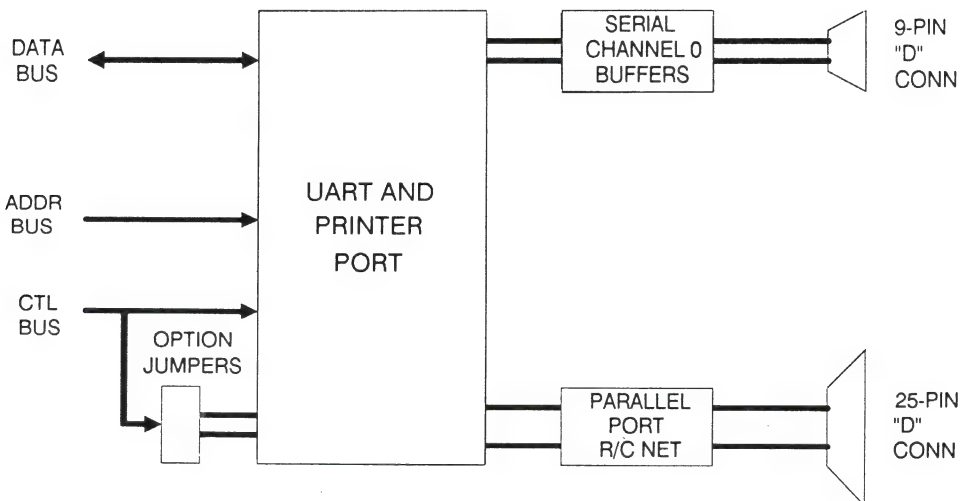 DATA
BUS
ADDR
BUS
CTL
BUS
OPTION
JUMPERS
UART AND
PRINTER
PORT
SERIAL
CHANNEL 0
BUFFERS
9-PIN
"D"
CONN
PARALLEL
PORT
R/C NET
25-PIN
"D"
CONN